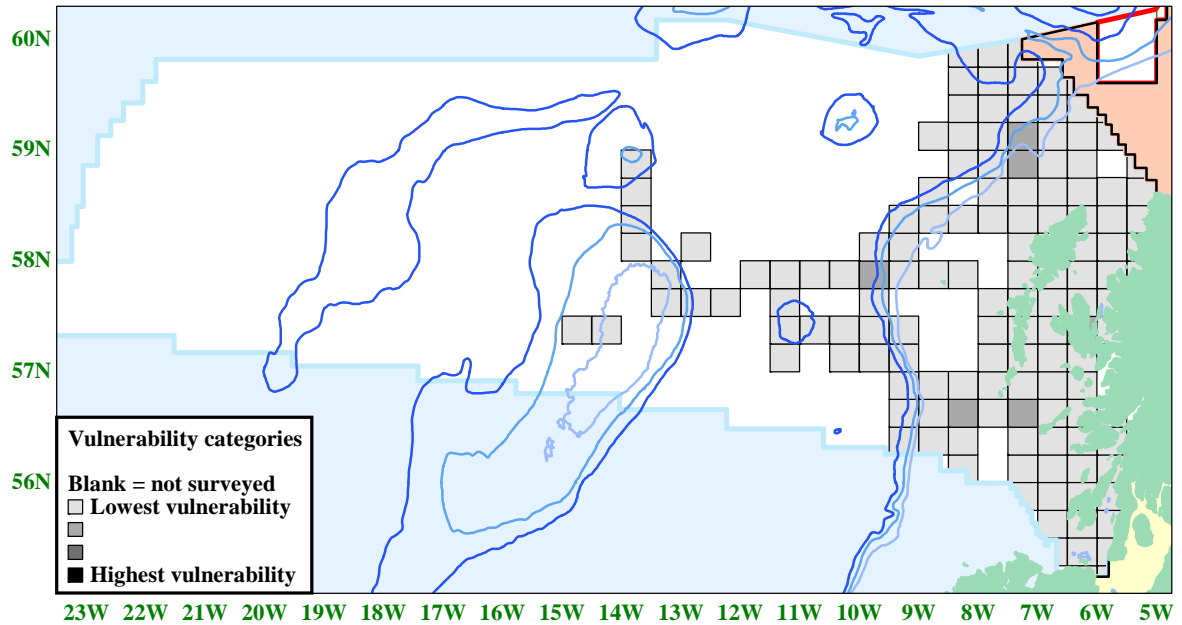 60N
59N
58N
57N
56N
Vulnerability categories
Blank = not surveyed
Lowest vulnerability
Highest vulnerability
23W 22W 21W 20W 19W 18W 17W 16W 15W 14W 13W 12W 11W 10W 9W 8W 7W 6W 5W